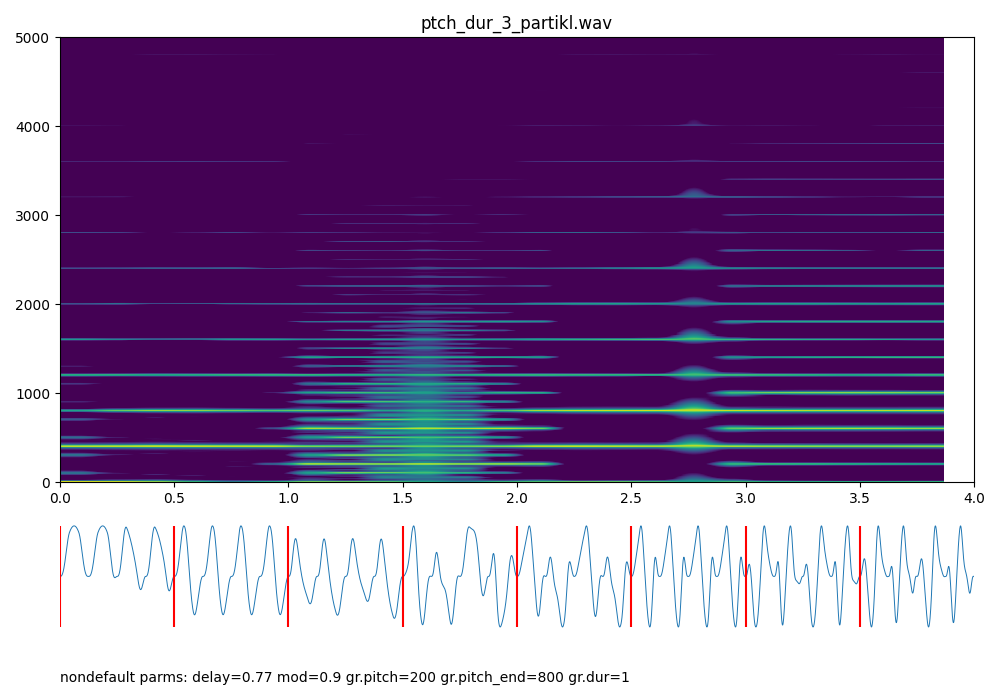 ptch_dur_3_partikl.wav
5000
4000
3000
2000
1000
0
0.0 0.5 1.0 1.5 2.0 2.5 3.0 3.5 4.0
nondefault parms: delay=0.77 mod=0.9 gr.pitch=200 gr.pitch_end=800 gr.dur=1